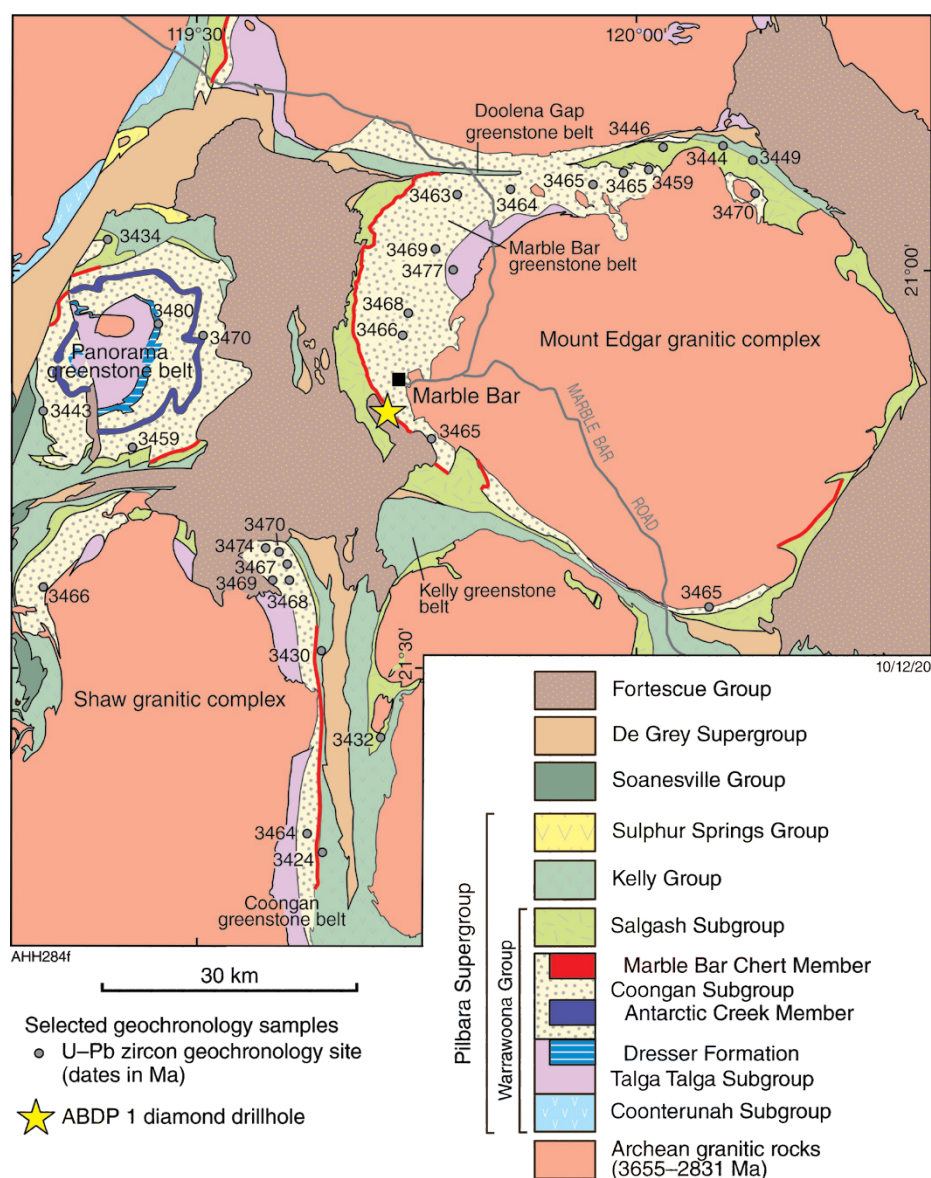 119°30'
120°00'
Doolena Gap
greenstone belt
3446
3444
3449
3465
3465
3459
3463
3464
3470
3434
3469
Marble Bar
greenstone belt
3477
21°00'
3480
3468
3470
3466
Mount Edgar granitic complex
Panorama
greenstone belt
Marble Bar
MARBLE BAR
ROAD
3443
3459
3465
3470
3474
3467
3469
3468
Kelly greenstone
belt
3466
3465
3430
21°30'
10/12/20
Shaw granitic complex
3432
3464
3424
Coongan
greenstone belt
AHH284f
30 km
Selected geochronology samples
U–Pb zircon geochronology site
(dates in Ma)
ABDP 1 diamond drillhole
Fortescue Group
De Grey Supergroup
Soanesville Group
Sulphur Springs Group
Kelly Group
Salgash Subgroup
Marble Bar Chert Member
Coongan Subgroup
Antarctic Creek Member
Dresser Formation
Talga Talga Subgroup
Coonterunah Subgroup
Archean granitic rocks
(3655–2831 Ma)
Pilbara Supergroup
Warrawoona Group